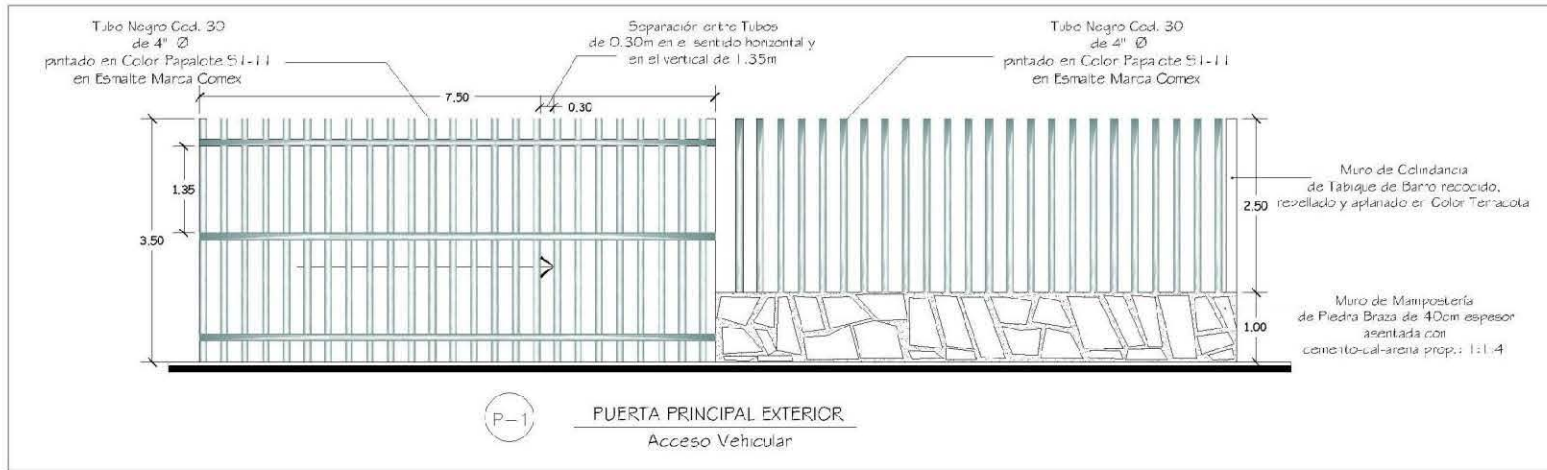 Tubo Negro Ced. 30
de 4" Ø
pintado en Color Papalote S1-11
en Esmalte Marca Comex
Separación entre Tubos
de 0.30m en el sentido horizontal y
en el vertical de 1.35m
Tubo Negro Ced. 30
de 4" Ø
pintado en Color Papalote S1-11
en Esmalte Marca Comex
7.50
0.30
1.35
3.50
2.50
1.00
Muro de Colindancia
de Tabique de Barro recocido,
repellado y aplanado en Color Terracota
Muro de Mampostería
de Piedra Braza de 40cm espesor
asentada con
cemento-cal-arena prop.: 1:1:4
P-1
PUERTA PRINCIPAL EXTERIOR
Acceso Vehicular